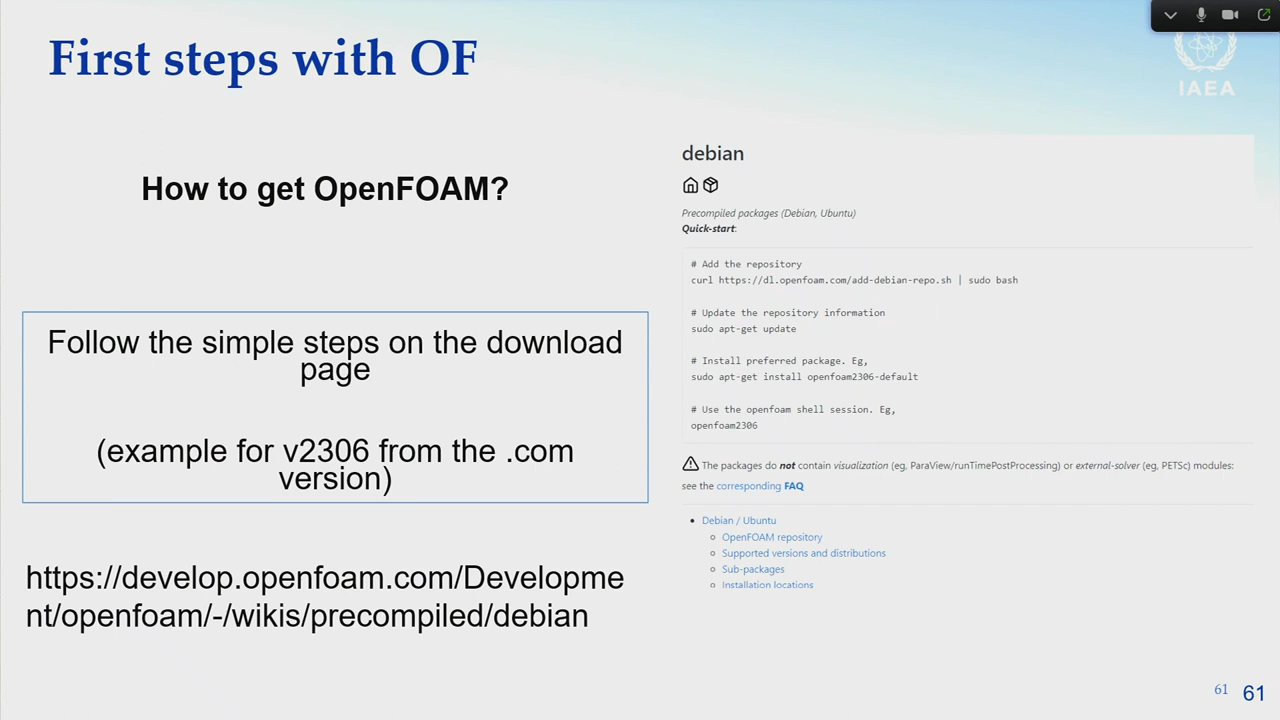 First steps with OF
IAEA
How to get OpenFOAM?
Follow the simple steps on the download
page
(example for v2306 from the .com
version)
https://develop.openfoam.com/Developme
nt/openfoam/-/wikis/precompiled/debian
debian
Precompiled packages (Debian, Ubuntu)
Quick-start:
# Add the repository
curl https://dl.openfoam.com/add-debian-repo.sh | sudo bash
# Update the repository information
sudo apt-get update
# Install preferred package. Eg,
sudo apt-get install openfoam2306-default
# Use the openfoam shell session. Eg,
openfoam2306
The packages do not contain visualization (eg, ParaView/runTimePostProcessing) or external-solver (eg, PETSc) modules:
see the corresponding FAQ
Debian / Ubuntu
OpenFOAM repository
Supported versions and distributions
Sub-packages
Installation locations
61 61